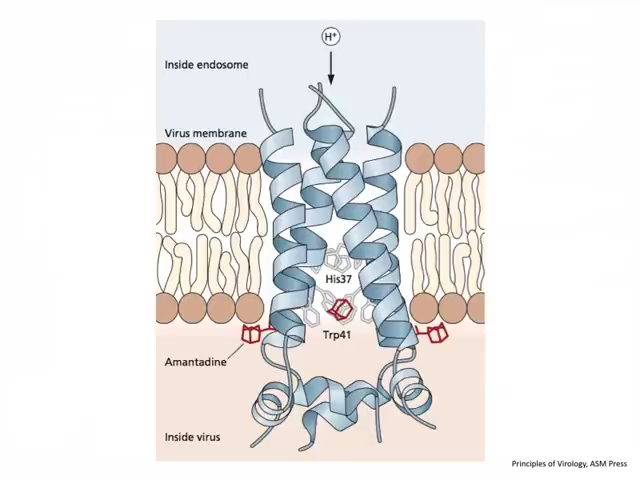 H+
Inside endosome
Virus membrane
His37
Trp41
Amantadine
Inside virus
Principles of Virology, ASM Press